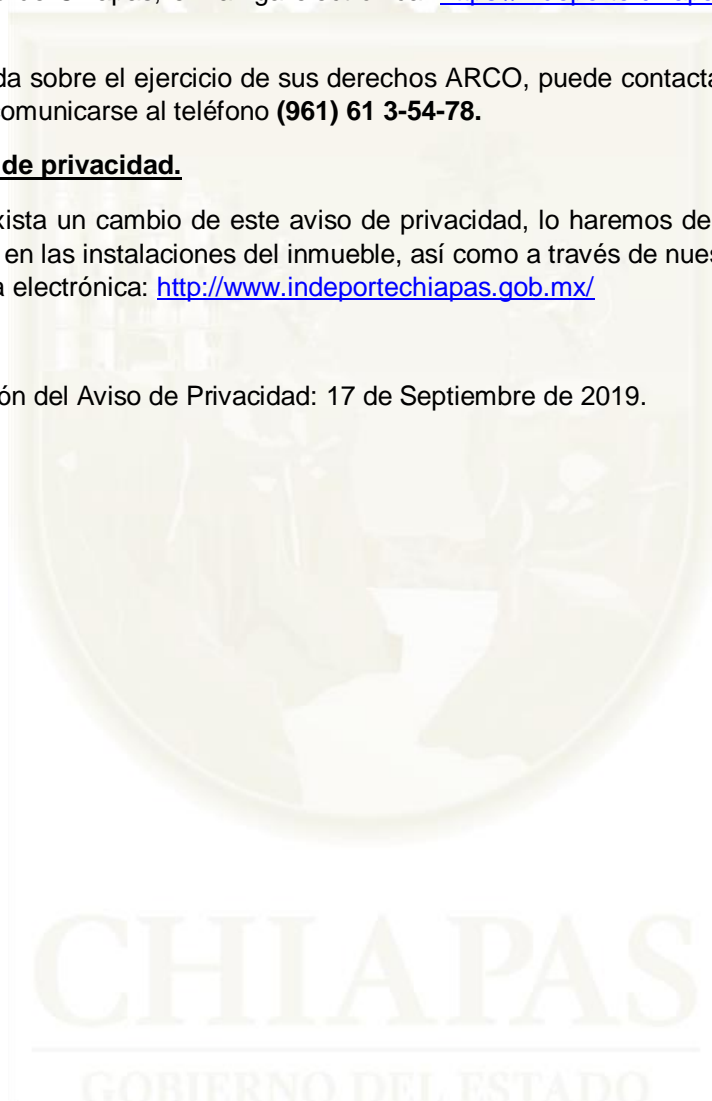 da sobre el ejercicio de sus derechos ARCO, puede contacta
omunicarse al teléfono (961) 61 3-54-78.
de privacidad.
xista un cambio de este aviso de privacidad, lo haremos de
en las instalaciones del inmueble, así como a través de nues
a electrónica: http://www.indeportechiapas.gob.mx/
ón del Aviso de Privacidad: 17 de Septiembre de 2019.
CHIAPAS
GOBIERNO DEL ESTADO